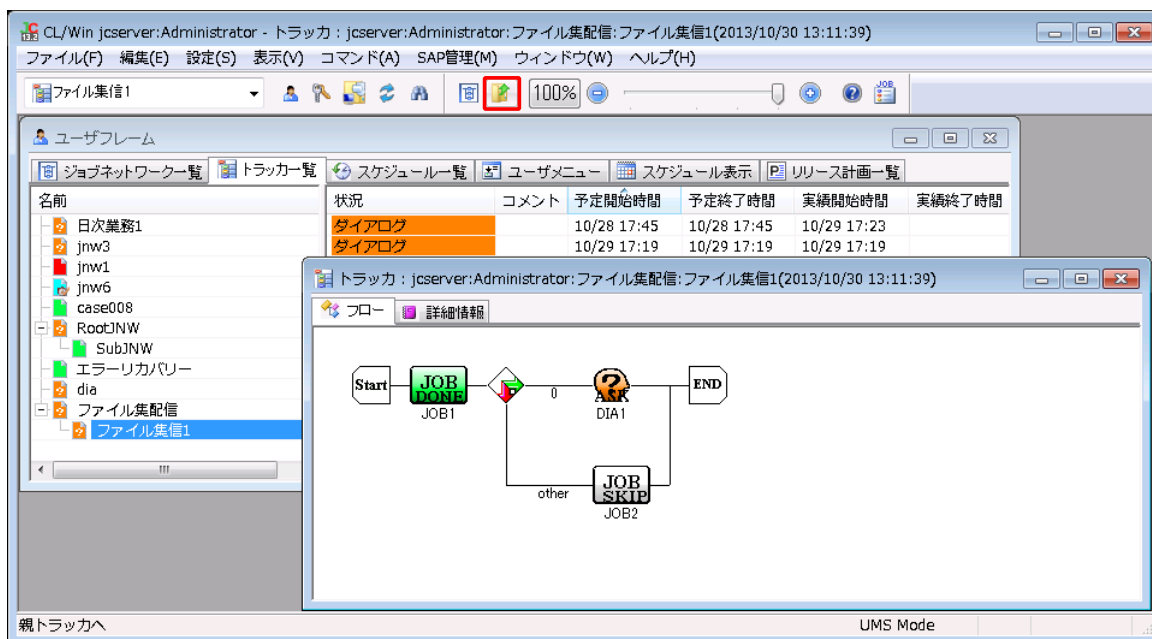 CL/Win jcserver:Administrator - トラッカ : jcserver:Administrator:ファイル集配信:ファイル集信1(2013/10/30 13:11:39)
ファイル(F) 編集(E) 設定(S) 表示(V) コマンド(A) SAP管理(M) ウィンドウ(W) ヘルプ(H)
ファイル集信1 100% JOB
ユーザフレーム
ジョブネットワーク一覧 トラッカ一覧 スケジュール一覧 ユーザメニュー スケジュール表示 リリース計画一覧
名前 状況 コメント 予定開始時間 予定終了時間 実績開始時間 実績終了時間
日次業務1 ダイアログ 10/28 17:45 10/28 17:45 10/29 17:23
jnw3 ダイアログ 10/29 17:19 10/29 17:19 10/29 17:19
jnw1
jnw6
case008
RootJNW
SubJNW
エラーリカバリー
dia
ファイル集配信
ファイル集信1
トラッカ : jcserver:Administrator:ファイル集配信:ファイル集信1(2013/10/30 13:11:39)
フロー 詳細情報
Start JOB DONE 0 ASK END
JOB1 DIA1
other JOB SKIP
JOB2
親トラッカへ UMS Mode